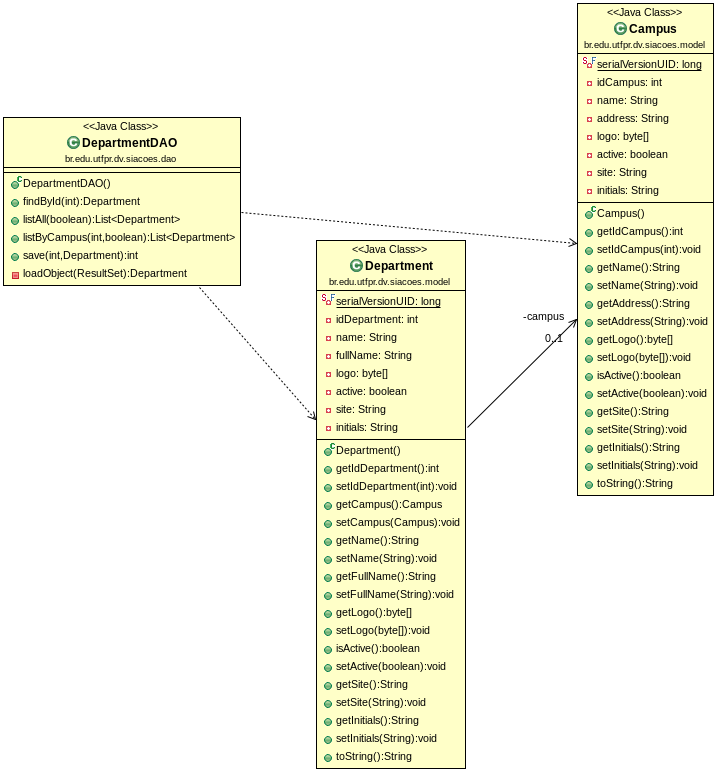 <<Java Class>>
Campus
br.edu.utfpr.dv.siacoes.model
serialVersionUID: long
idCampus: int
name: String
address: String
logo: byte[]
active: boolean
site: String
initials: String
Campus()
getIdCampus():int
setIdCampus(int):void
getName():String
setName(String):void
getAddress():String
setAddress(String):void
getLogo():byte[]
setLogo(byte[]):void
isActive():boolean
setActive(boolean):void
getSite():String
setSite(String):void
getInitials():String
setInitials(String):void
toString():String
<<Java Class>>
DepartmentDAO
br.edu.utfpr.dv.siacoes.dao
DepartmentDAO()
findById(int):Department
listAll(boolean):List<Department>
listByCampus(int,boolean):List<Department>
save(int,Department):int
loadObject(ResultSet):Department
<<Java Class>>
Department
br.edu.utfpr.dv.siacoes.model
serialVersionUID: long
idDepartment: int
name: String
fullName: String
logo: byte[]
active: boolean
site: String
initials: String
Department()
getIdDepartment():int
setIdDepartment(int):void
getCampus():Campus
setCampus(Campus):void
getName():String
setName(String):void
getFullName():String
setFullName(String):void
getLogo():byte[]
setLogo(byte[]):void
isActive():boolean
setActive(boolean):void
getSite():String
setSite(String):void
getInitials():String
setInitials(String):void
toString():String
-campus
0..1